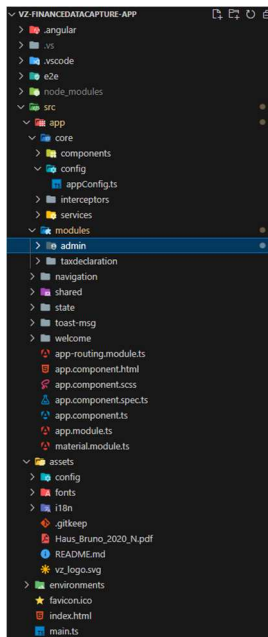 VZ-FINANCEDATACAPTURE-APP
.angular
.vs
.vscode
e2e
node_modules
src
app
core
components
config
appConfig.ts
interceptors
services
modules
admin
taxdeclaration
navigation
shared
state
toast-msg
welcome
app-routing.module.ts
app.component.html
app.component.scss
app.component.spec.ts
app.component.ts
app.module.ts
material.module.ts
assets
config
fonts
i18n
.gitkeep
Haus_Bruno_2020_N.pdf
README.md
vz_logo.svg
environments
favicon.ico
index.html
main.ts